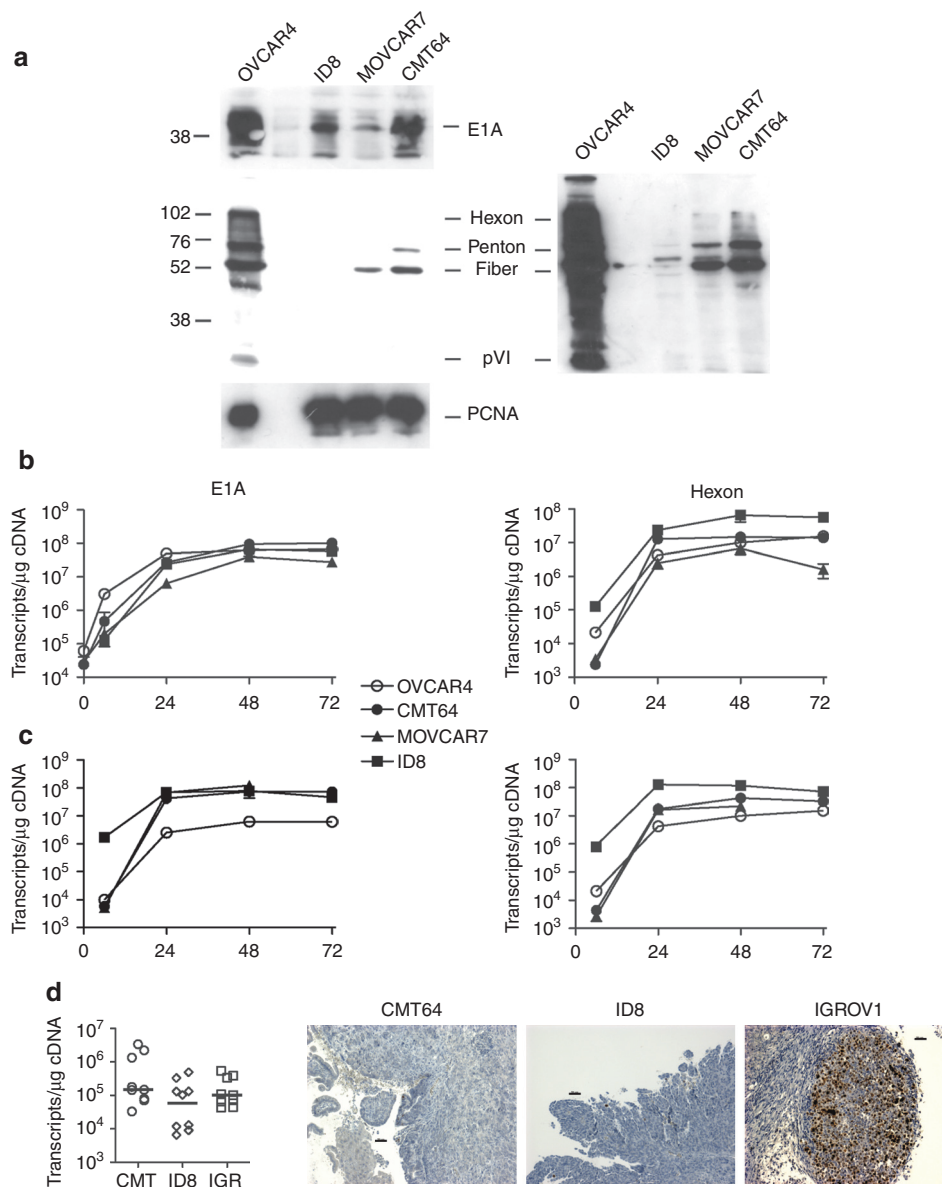 a
OVCAR4
ID8
MOVCAR7
CMT64
38
E1A
OVCAR4
ID8
MOVCAR7
CMT64
102
76
52
38
Hexon
Penton
Fiber
pVI
PCNA
b
E1A
Transcripts/μg cDNA
10⁹
10⁸
10⁷
10⁶
10⁵
10⁴
0 24 48 72
Hexon
Transcripts/μg cDNA
10⁸
10⁷
10⁶
10⁵
10⁴
10³
0 24 48 72
OVCAR4
CMT64
MOVCAR7
ID8
c
Transcripts/μg cDNA
10⁹
10⁸
10⁷
10⁶
10⁵
10⁴
10³
0 24 48 72
Transcripts/μg cDNA
10⁹
10⁸
10⁷
10⁶
10⁵
10⁴
10³
0 24 48 72
d
Transcripts/μg cDNA
10⁷
10⁶
10⁵
10⁴
10³
CMT ID8 IGR
CMT64
ID8
IGROV1